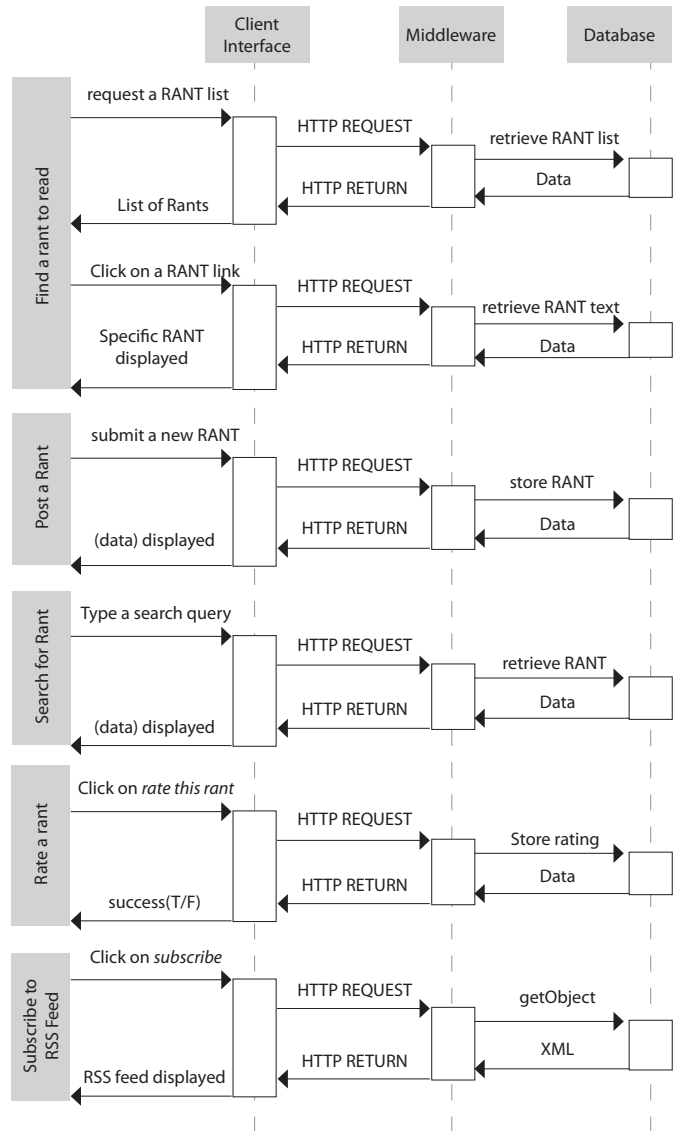 Client
Interface
Middleware
Database
Find a rant to read
request a RANT list
HTTP REQUEST
retrieve RANT list
Data
HTTP RETURN
List of Rants
Click on a RANT link
HTTP REQUEST
retrieve RANT text
Data
HTTP RETURN
Specific RANT
displayed
Post a Rant
submit a new RANT
HTTP REQUEST
store RANT
Data
HTTP RETURN
(data) displayed
Search for Rant
Type a search query
HTTP REQUEST
retrieve RANT
Data
HTTP RETURN
(data) displayed
Rate a rant
Click on rate this rant
HTTP REQUEST
Store rating
Data
HTTP RETURN
success(T/F)
Subscribe to
RSS Feed
Click on subscribe
HTTP REQUEST
getObject
XML
HTTP RETURN
RSS feed displayed